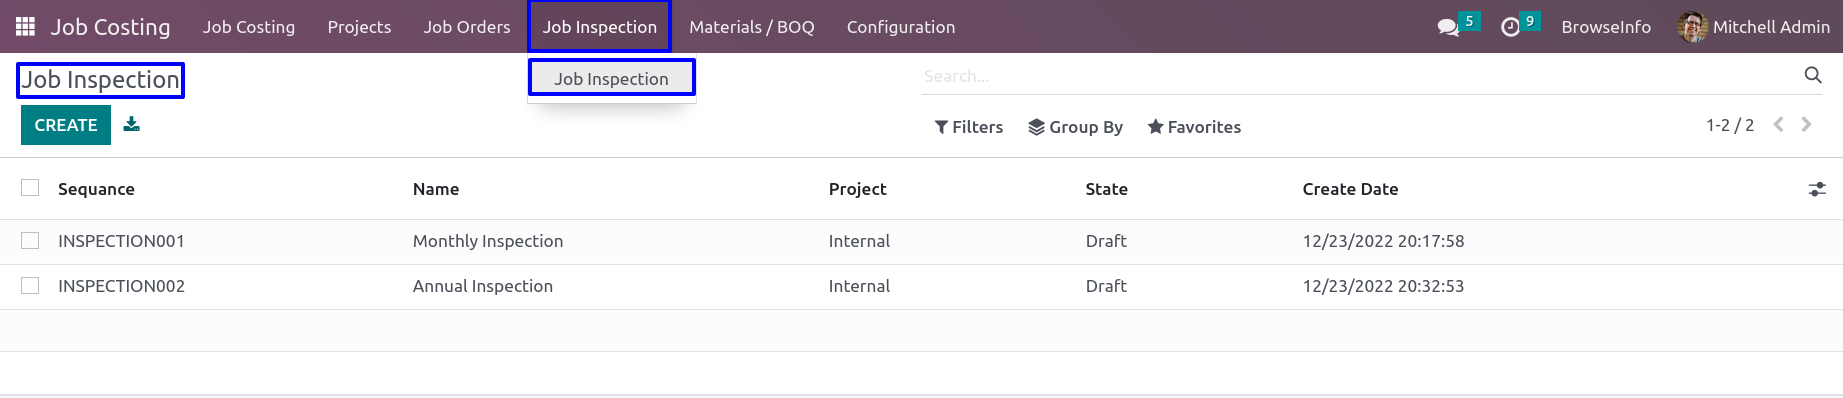 Job Costing Job Costing Projects Job Orders Job Inspection Materials / BOQ Configuration 5 9 BrowseInfo Mitchell Admin
Job Inspection Job Inspection Search...
CREATE Filters Group By Favorites 1-2 / 2
Sequance Name Project State Create Date
INSPECTION001 Monthly Inspection Internal Draft 12/23/2022 20:17:58
INSPECTION002 Annual Inspection Internal Draft 12/23/2022 20:32:53